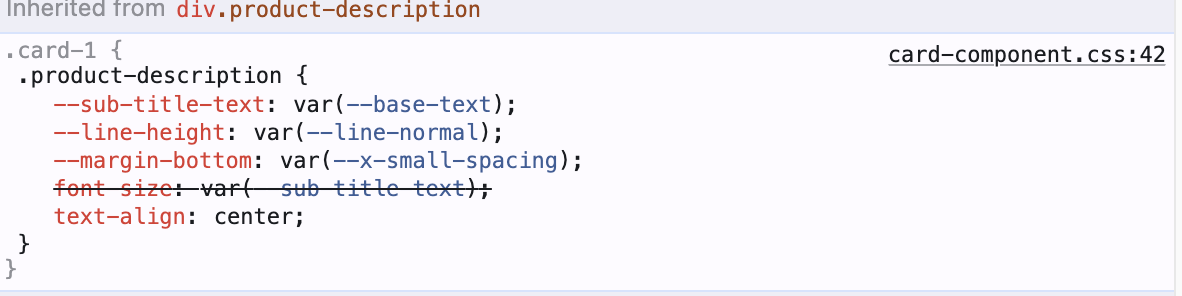 Inherited from div.product-description
.card-1 {
card-component.css:42
.product-description {
--sub-title-text: var(--base-text);
--line-height: var(--line-normal);
--margin-bottom: var(--x-small-spacing);
font-size: var(--sub-title-text);
text-align: center;
}
}